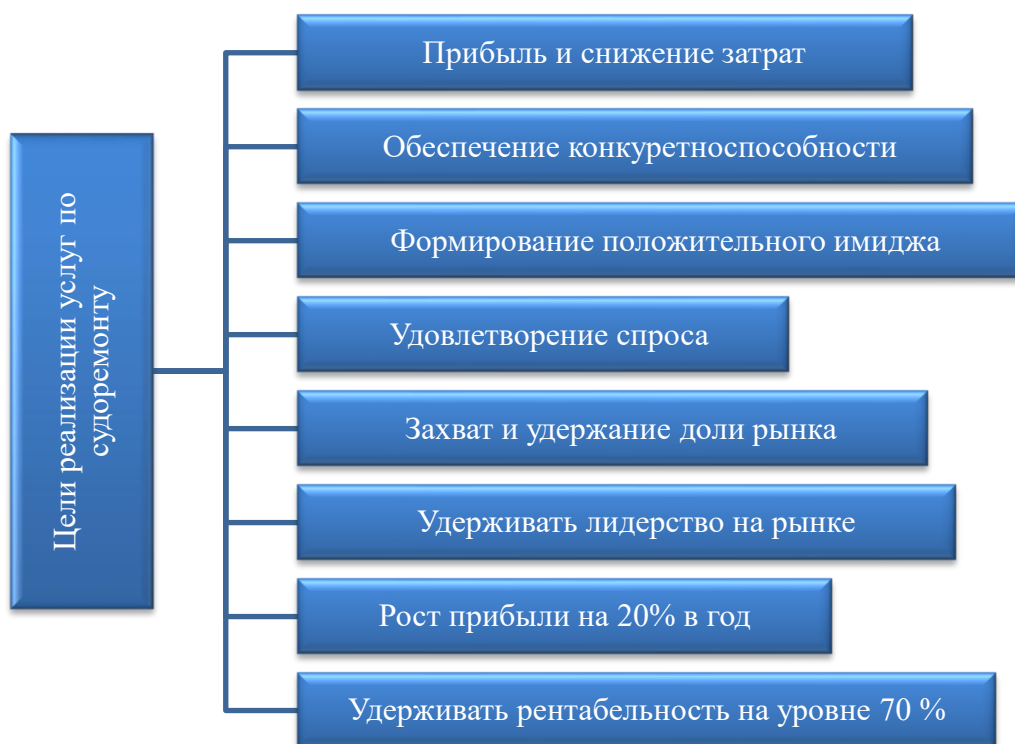 Цели реализации услуг по
судоремонту
Прибыль и снижение затрат
Обеспечение конкуретноспособности
Формирование положительного имиджа
Удовлетворение спроса
Захват и удержание доли рынка
Удерживать лидерство на рынке
Рост прибыли на 20% в год
Удерживать рентабельность на уровне 70 %